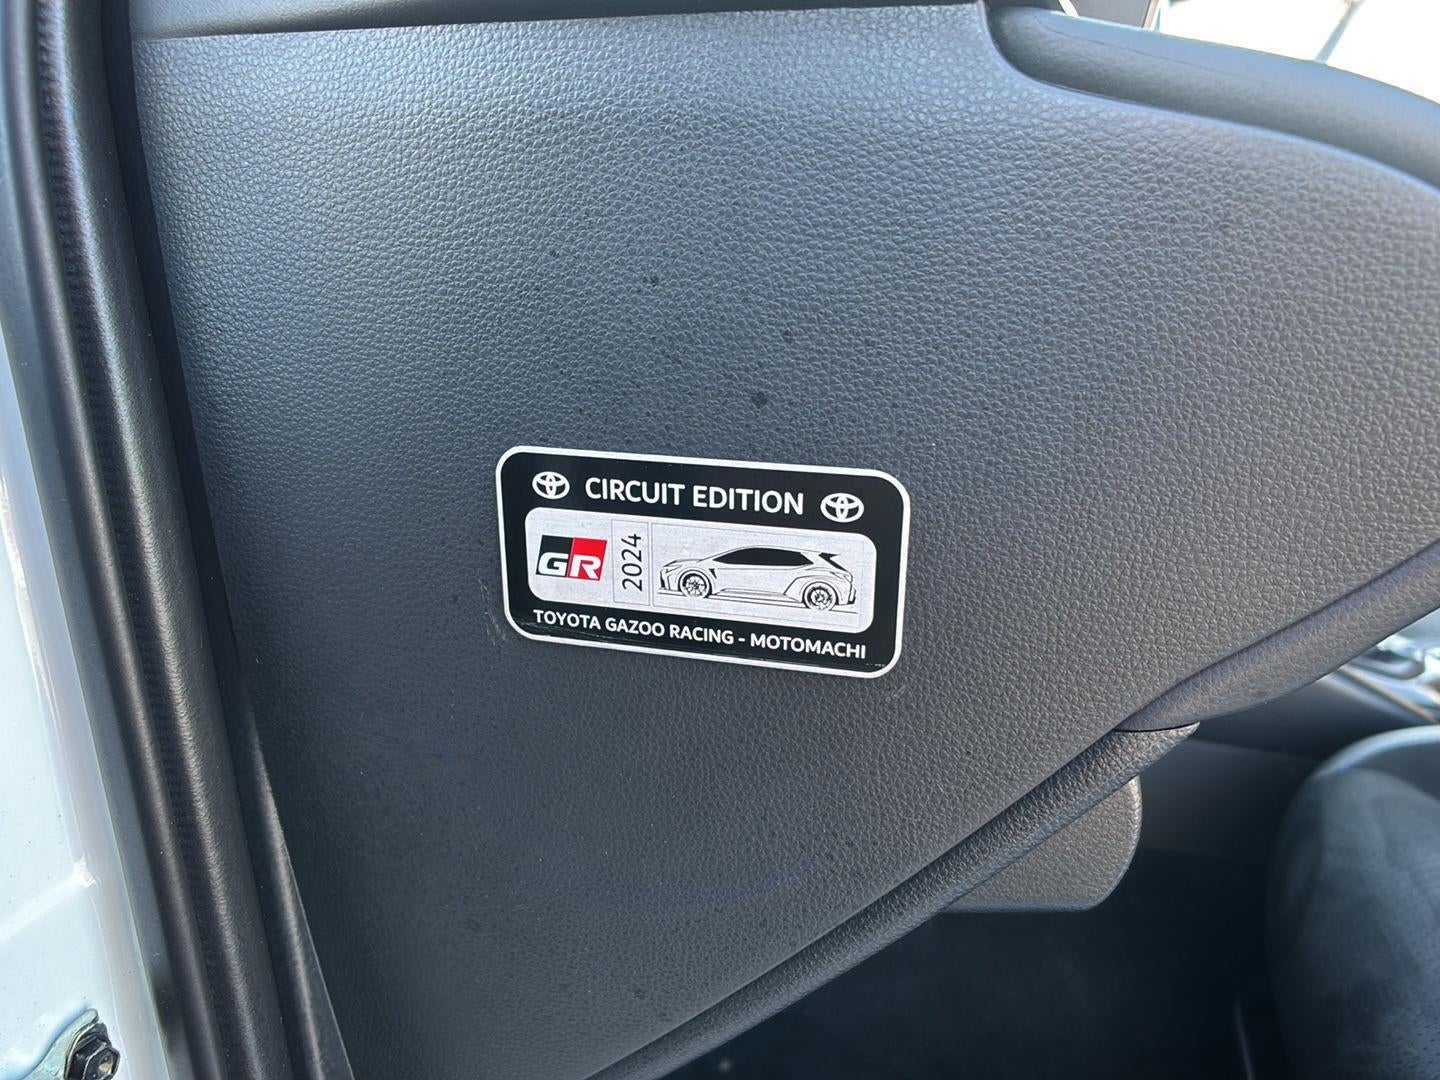 CIRCUIT EDITION
GR
2024
TOYOTA GAZOO RACING - MOTOMACHI